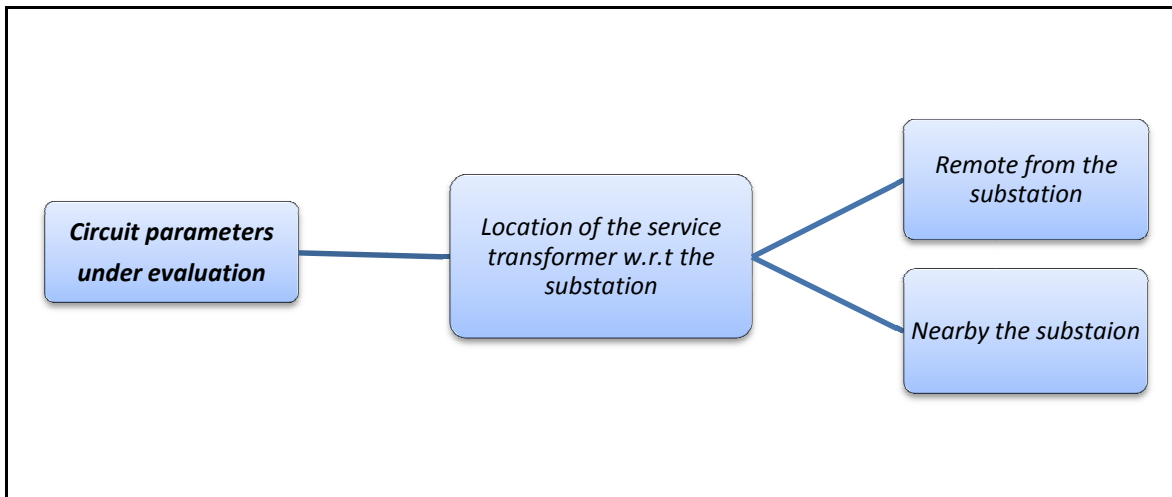 Circuit parameters
under evaluation
Location of the service
transformer w.r.t the
substation
Remote from the
substation
Nearby the substaion